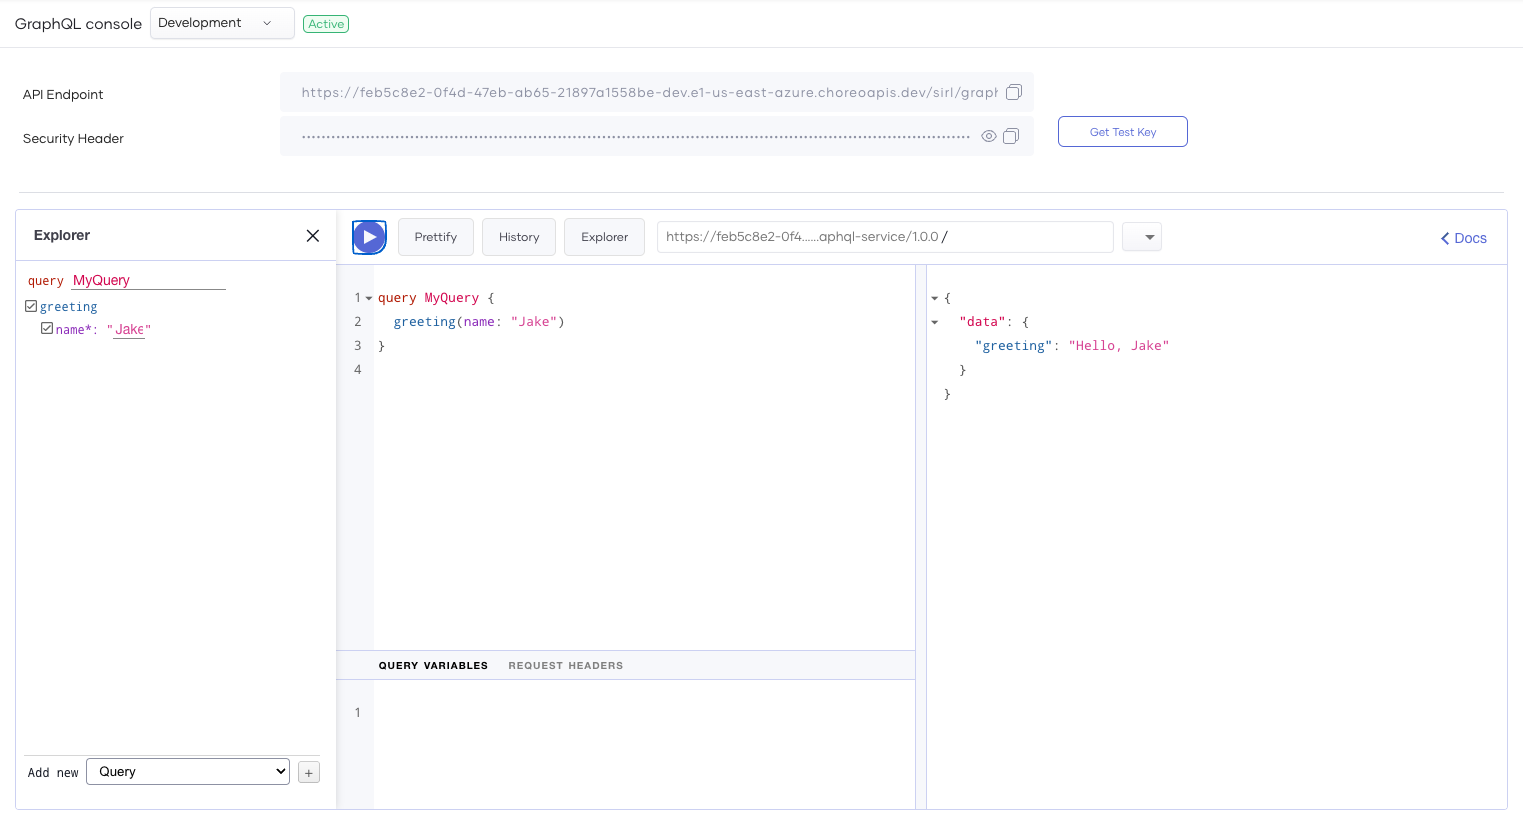 GraphQL console Development Active
API Endpoint https://feb5c8e2-0f4d-47eb-ab65-21897a1558be-dev.e1-us-east-azure.choreoapis.dev/sirl/graph
Security Header Get Test Key
Explorer
Prettify History Explorer https://feb5c8e2-0f4......aphql-service/1.0.0 / Docs
query MyQuery
greeting
name*: "Jake"
1 query MyQuery {
2 greeting(name: "Jake")
3 }
4
{
"data": {
"greeting": "Hello, Jake"
}
}
QUERY VARIABLES REQUEST HEADERS
1
Add new Query +